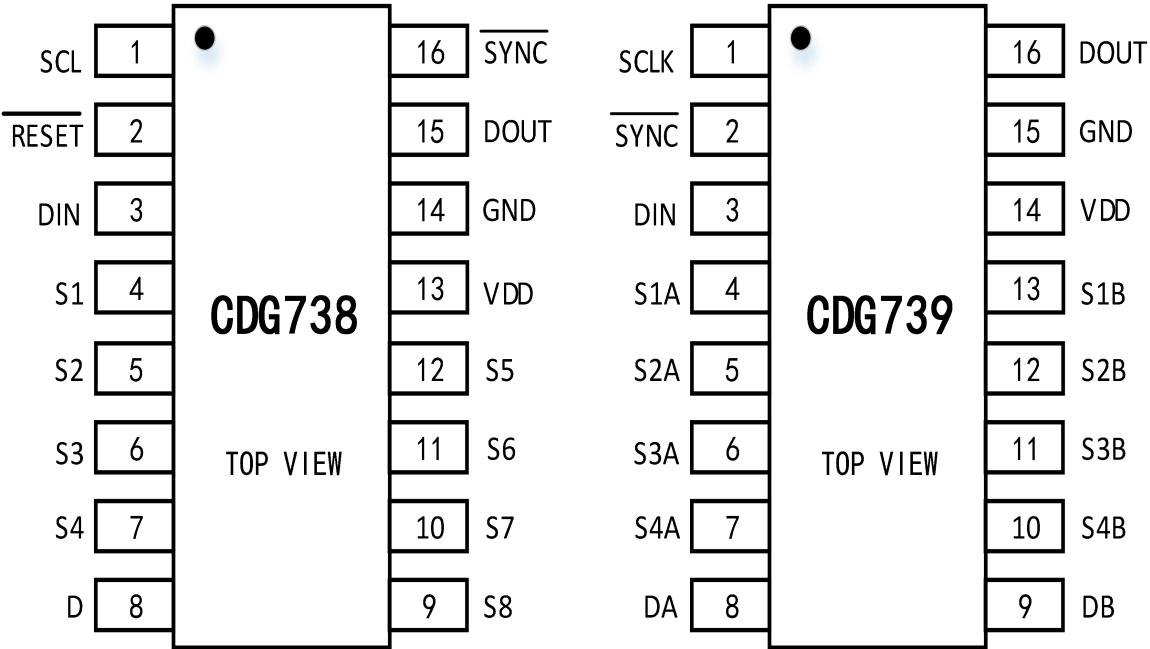 SCL 1 16 SYNC
RESET 2 15 DOUT
DIN 3 14 GND
S1 4 13 VDD
CDG738
S2 5 12 S5
S3 6 11 S6
TOP VIEW
S4 7 10 S7
D 8 9 S8
SCLK 1 16 DOUT
SYNC 2 15 GND
DIN 3 14 VDD
S1A 4 13 S1B
CDG739
S2A 5 12 S2B
S3A 6 11 S3B
TOP VIEW
S4A 7 10 S4B
DA 8 9 DB